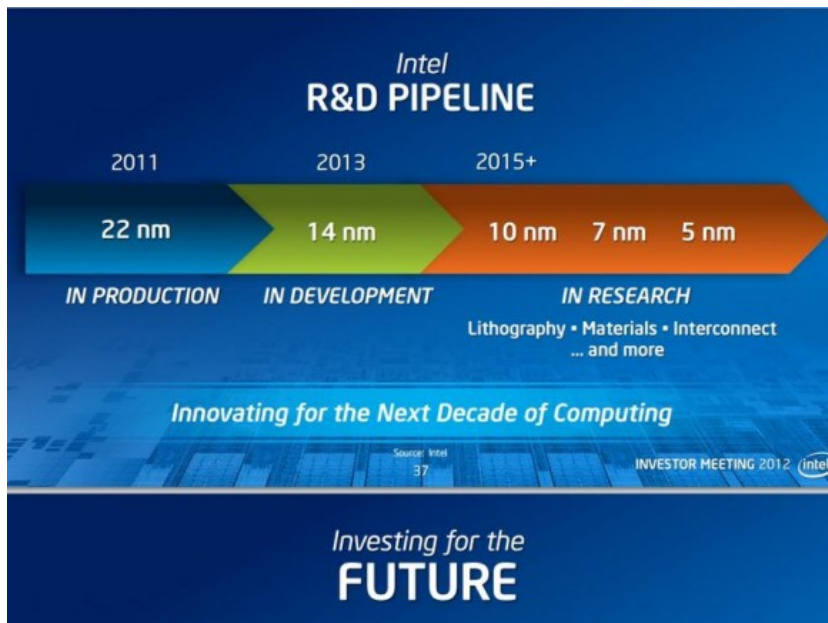 Intel
R&D PIPELINE
2011 2013 2015+
22 nm 14 nm 10 nm 7 nm 5 nm
IN PRODUCTION IN DEVELOPMENT IN RESEARCH
Lithography • Materials • Interconnect
... and more
Innovating for the Next Decade of Computing
Source: Intel
37
INVESTOR MEETING 2012 intel
Investing for the
FUTURE